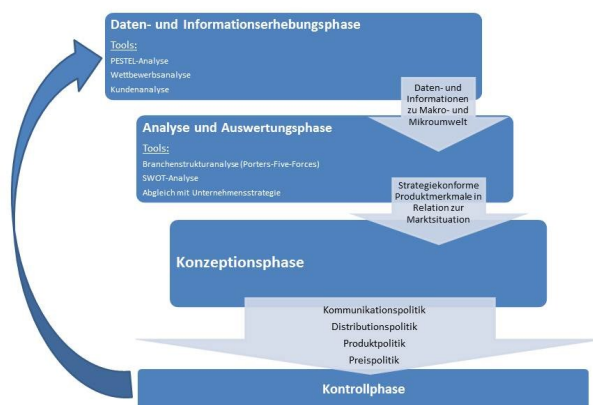 Daten- und Informationserhebungsphase
Tools:
PESTEL-Analyse
Wettbewerbsanalyse
Kundenanalyse
Daten- und
Informationen
zu Makro- und
Mikroumwelt
Analyse und Auswertungsphase
Tools:
Branchenstrukturanalyse (Porters-Five-Forces)
SWOT-Analyse
Abgleich mit Unternehmensstrategie
Strategiekonforme
Produktmerkmale in
Relation zur
Marktsituation
Konzeptionsphase
Kommunikationspolitik
Distributionspolitik
Produktpolitik
Preispolitik
Kontrollphase